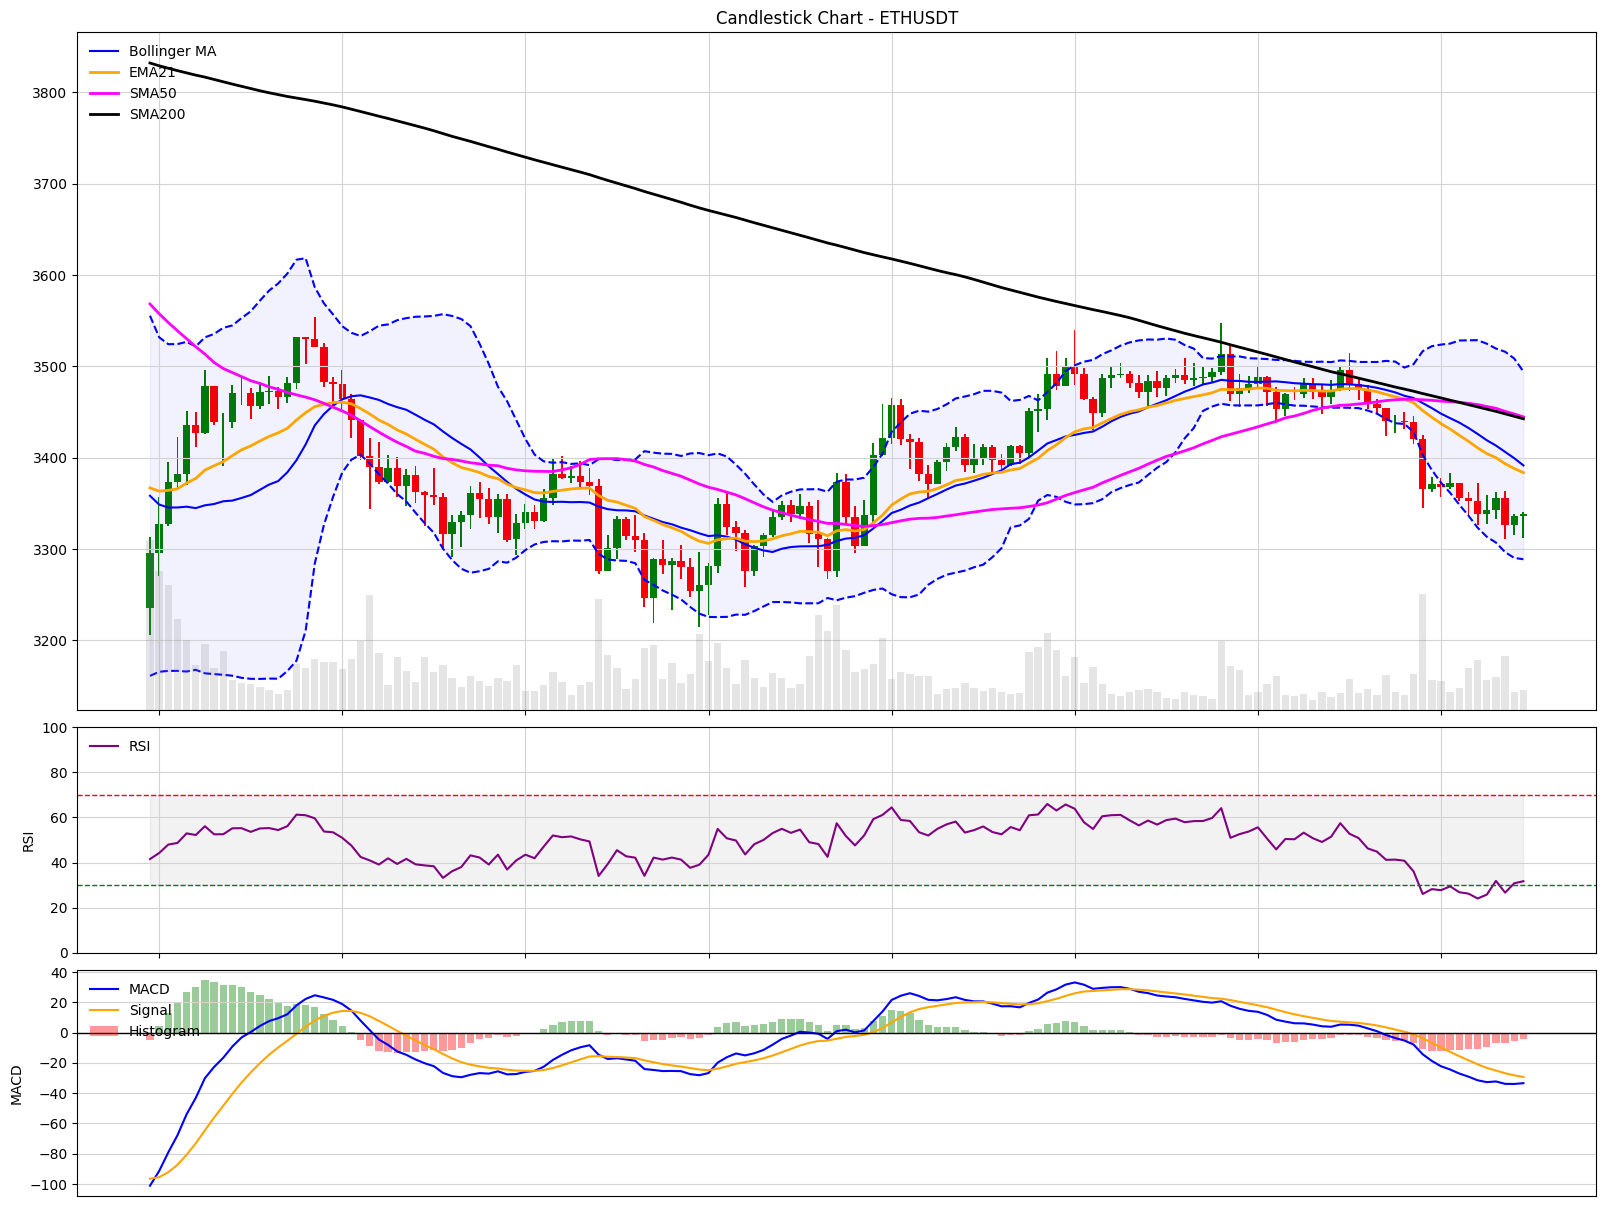 Candlestick Chart - ETHUSDT
Bollinger MA
EMA21
SMA50
SMA200
3800
3700
3600
3500
3400
3300
3200
RSI
100
80
60
40
20
0
RSI
MACD
Signal
Histogram
40
20
0
−20
−40
−60
−80
−100
MACD